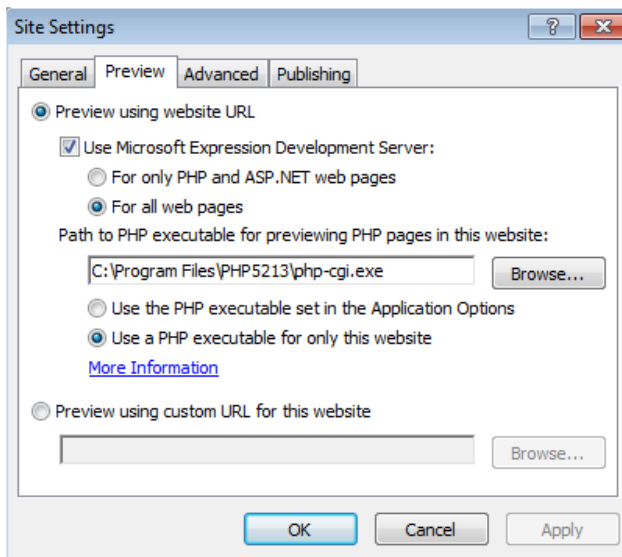 Site Settings
General Preview Advanced Publishing
Preview using website URL
Use Microsoft Expression Development Server:
For only PHP and ASP.NET web pages
For all web pages
Path to PHP executable for previewing PHP pages in this website:
C:\Program Files\PHP5213\php-cgi.exe Browse...
Use the PHP executable set in the Application Options
Use a PHP executable for only this website
More Information
Preview using custom URL for this website
Browse...
OK Cancel Apply